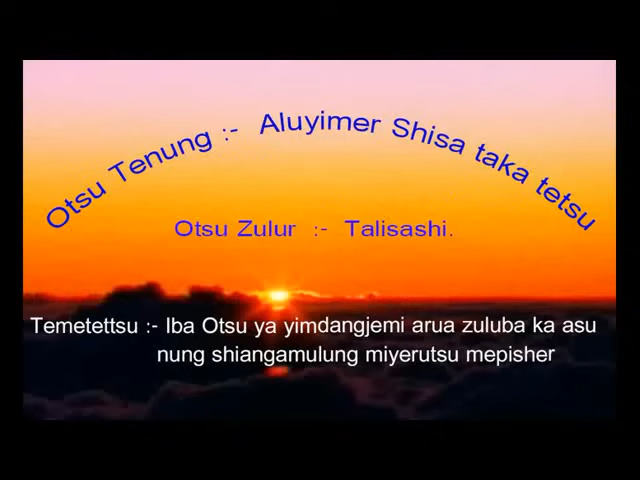 Otsu Tenung :- Aluyimer Shisa taka tetsu
Otsu Zulur :- Talisashi.
Temetettsu :- Iba Otsu ya yimdangjemi arua zuluba ka asu
nung shiangamulung miyerutsu mepisher